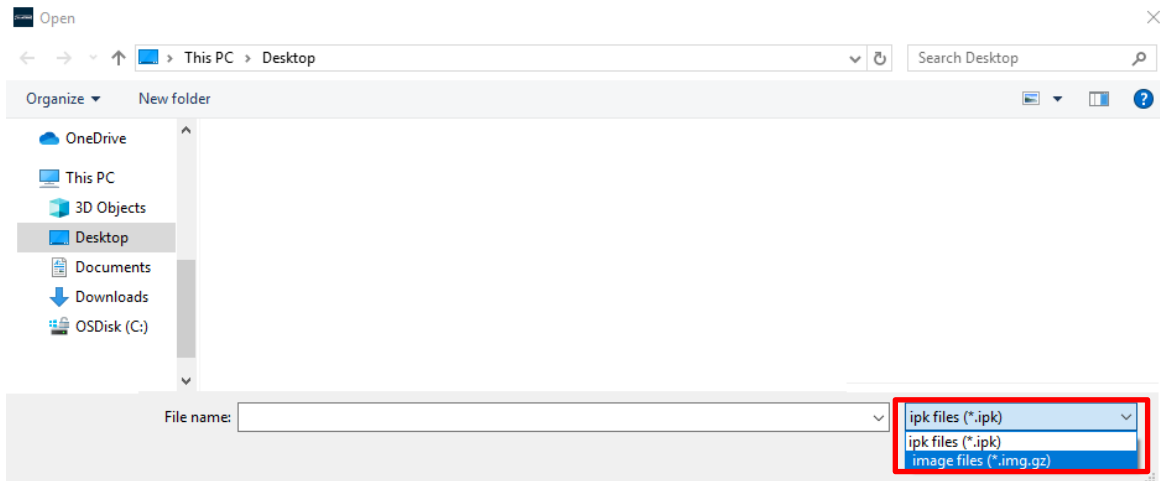 Open
This PC > Desktop
Search Desktop
Organize
New folder
OneDrive
This PC
3D Objects
Desktop
Documents
Downloads
OSDisk (C:)
File name:
ipk files (*.ipk)
ipk files (*.ipk)
image files (*.img.gz)